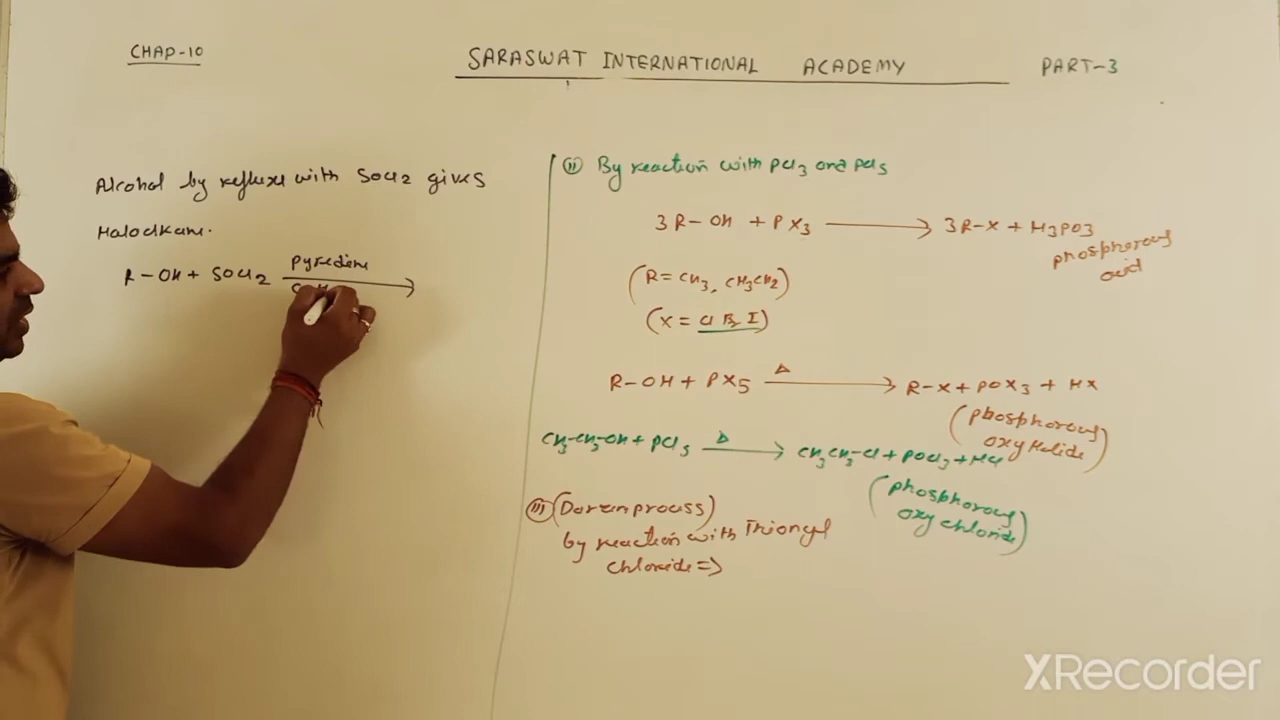 CHAP-10
SARASWAT INTERNATIONAL ACADEMY
PART-3
Alcohol by reflux with SOCl2 gives
Haloalkane.
R-OH + SOCl2 pyredine
(ii) By reaction with PCl3 and PCl5
3R-OH + PX3 → 3R-X + H3PO3
phosphorous
acid
(R = CH3, CH3CH2)
(X = Cl Br I)
R-OH + PX5 Δ → R-X + POX3 + HX
(phosphorous
oxy Halide)
CH3-CH2-OH + PCl5 Δ → CH3CH2-Cl + POCl3 + HCl
(phosphorous
oxy chloride)
(iii) (Darzen process)
by reaction with Thionyl
chloride ⇒
XRecorder